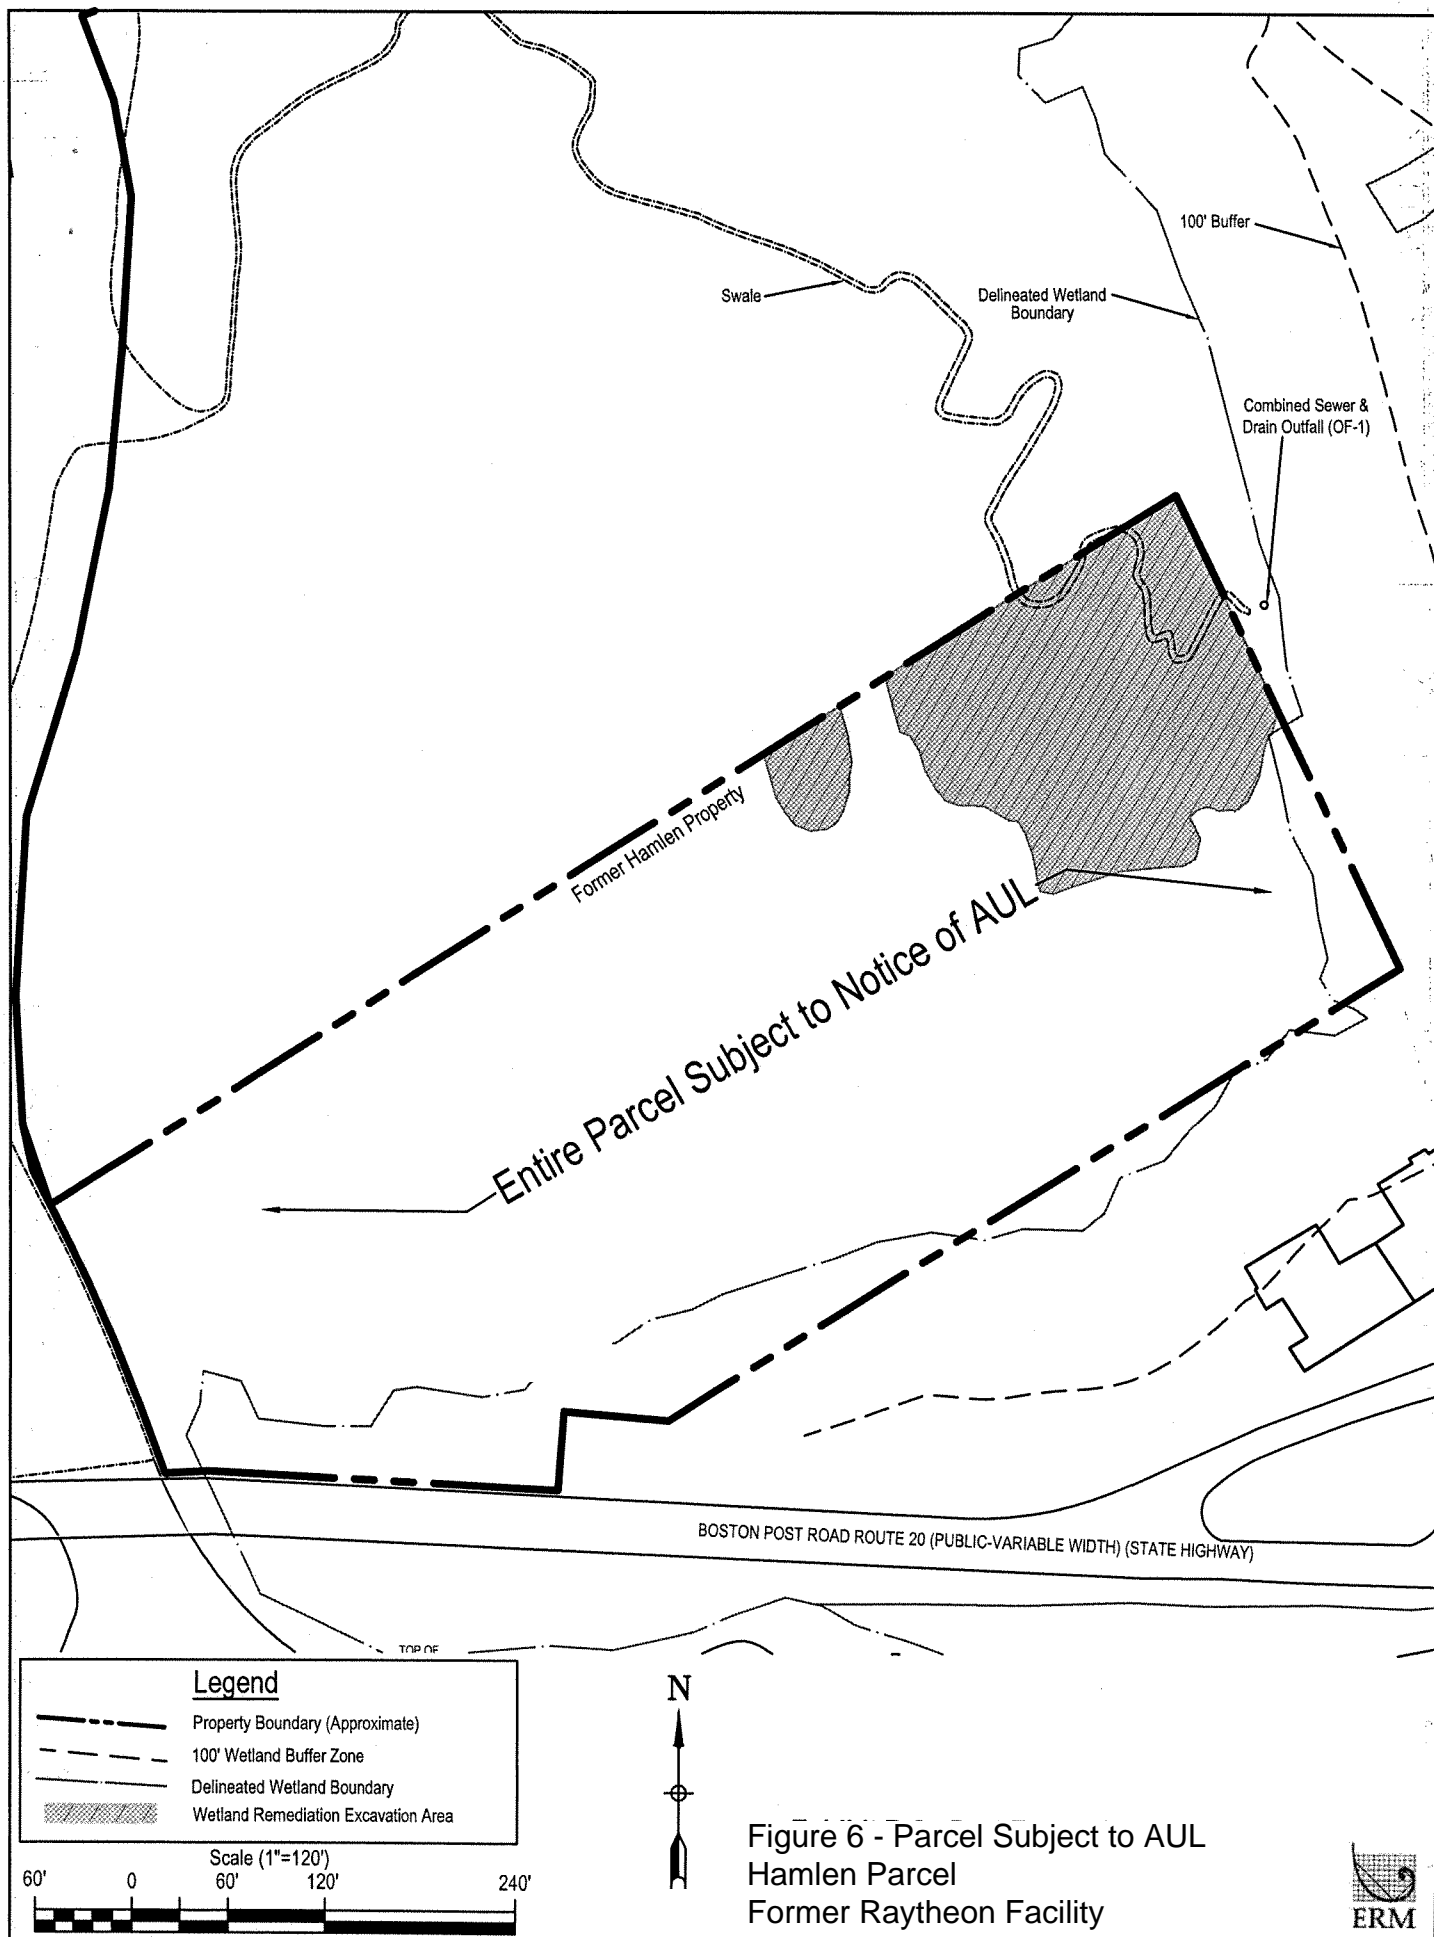 100' Buffer
Swale
Delineated Wetland
Boundary
Combined Sewer &
Drain Outfall (OF-1)
Former Hamlen Property
Entire Parcel Subject to Notice of AUL
BOSTON POST ROAD ROUTE 20 (PUBLIC-VARIABLE WIDTH) (STATE HIGHWAY)
TOP OF
Legend
Property Boundary (Approximate)
100' Wetland Buffer Zone
Delineated Wetland Boundary
Wetland Remediation Excavation Area
Scale (1"=120')
60' 0 60' 120' 240'
N
Figure 6 - Parcel Subject to AUL
Hamlen Parcel
Former Raytheon Facility
ERM